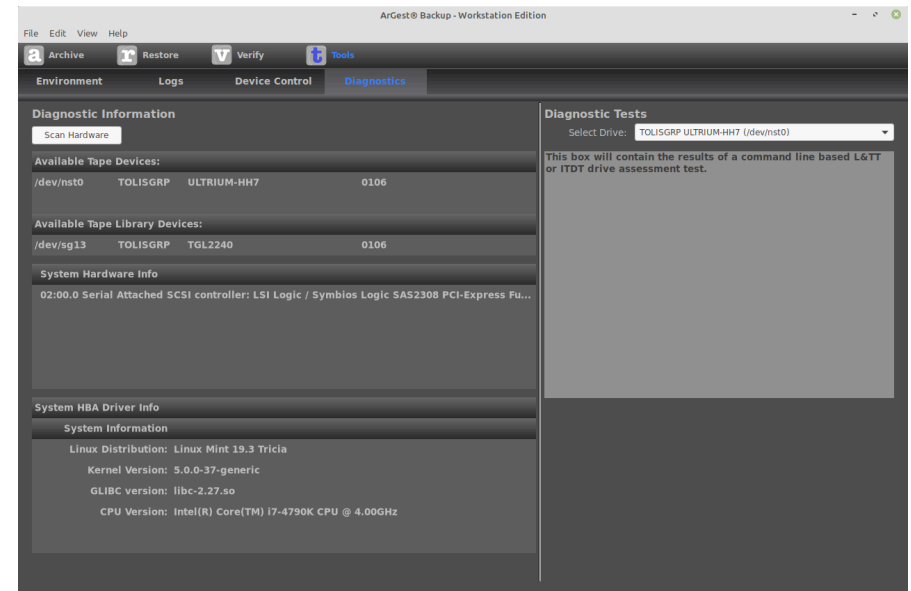 ArGest® Backup - Workstation Edition
File Edit View Help
a Archive r Restore v Verify t Tools
Environment Logs Device Control Diagnostics
Diagnostic Information
Scan Hardware
Available Tape Devices:
/dev/nst0 TOLISGRP ULTRIUM-HH7 0106
Available Tape Library Devices:
/dev/sg13 TOLISGRP TGL2240 0106
System Hardware Info
02:00.0 Serial Attached SCSI controller: LSI Logic / Symbios Logic SAS2308 PCI-Express Fu...
System HBA Driver Info
System Information
Linux Distribution: Linux Mint 19.3 Tricia
Kernel Version: 5.0.0-37-generic
GLIBC version: libc-2.27.so
CPU Version: Intel(R) Core(TM) i7-4790K CPU @ 4.00GHz
Diagnostic Tests
Select Drive: TOLISGRP ULTRIUM-HH7 (/dev/nst0)
This box will contain the results of a command line based L&TT
or ITDT drive assessment test.